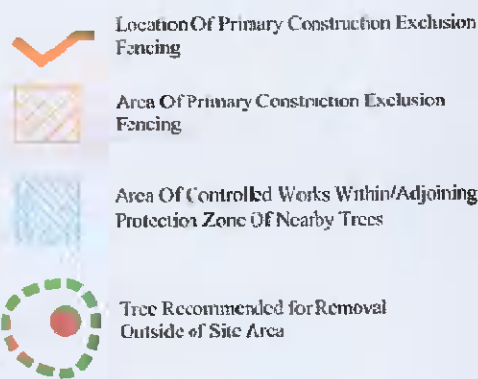 Location Of Primary Construction Exclusion
Fencing
Area Of Primary Construction Exclusion
Fencing
Area Of Controlled Works Within/Adjoining
Protection Zone Of Nearby Trees
Tree Recommended for Removal
Outside of Site Area